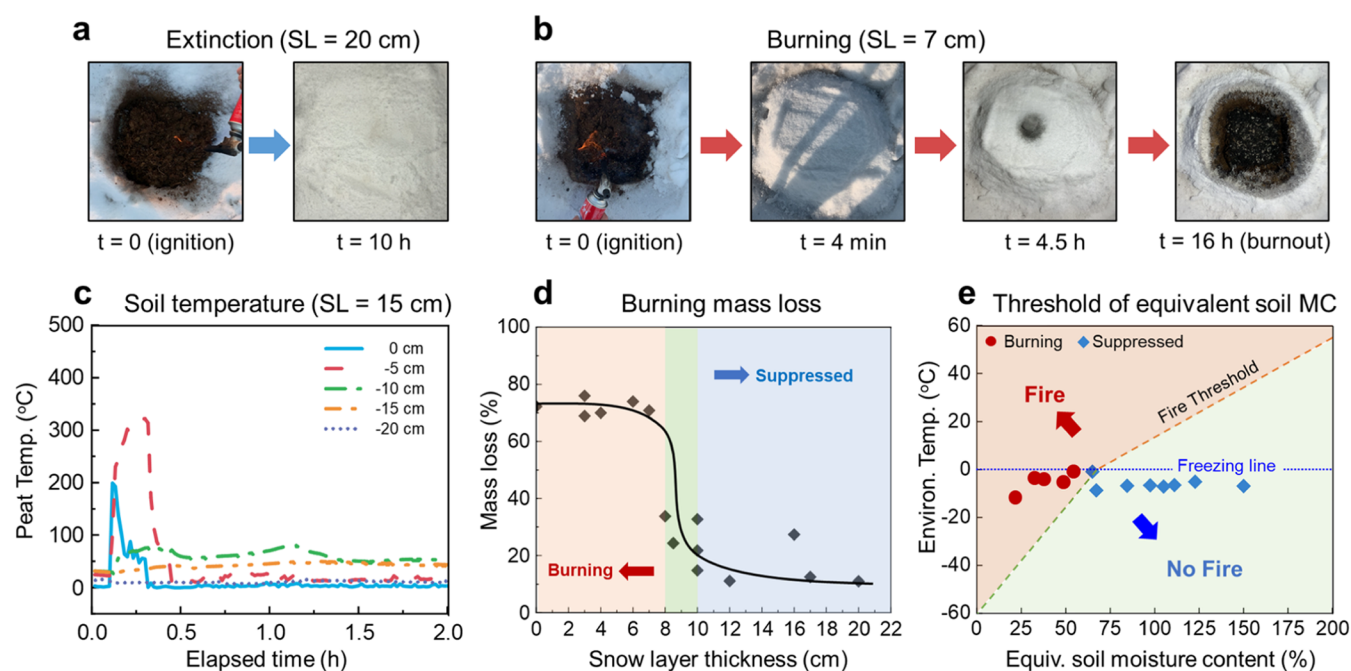 a
Extinction (SL = 20 cm)
t = 0 (ignition)
t = 10 h
b
Burning (SL = 7 cm)
t = 0 (ignition)
t = 4 min
t = 4.5 h
t = 16 h (burnout)
c
Soil temperature (SL = 15 cm)
Peat Temp. (°C)
500
400
300
200
100
0
0 cm
-5 cm
-10 cm
-15 cm
-20 cm
0.0
0.5
1.0
1.5
2.0
Elapsed time (h)
d
Burning mass loss
Mass loss (%)
100
80
60
40
20
0
Suppressed
Burning
0
2
4
6
8
10
12
14
16
18
20
22
Snow layer thickness (cm)
e
Threshold of equivalent soil MC
Environ. Temp. (°C)
60
40
20
0
-20
-40
-60
Burning
Suppressed
Fire
Fire Threshold
Freezing line
No Fire
0
25
50
75
100
125
150
175
200
Equiv. soil moisture content (%)